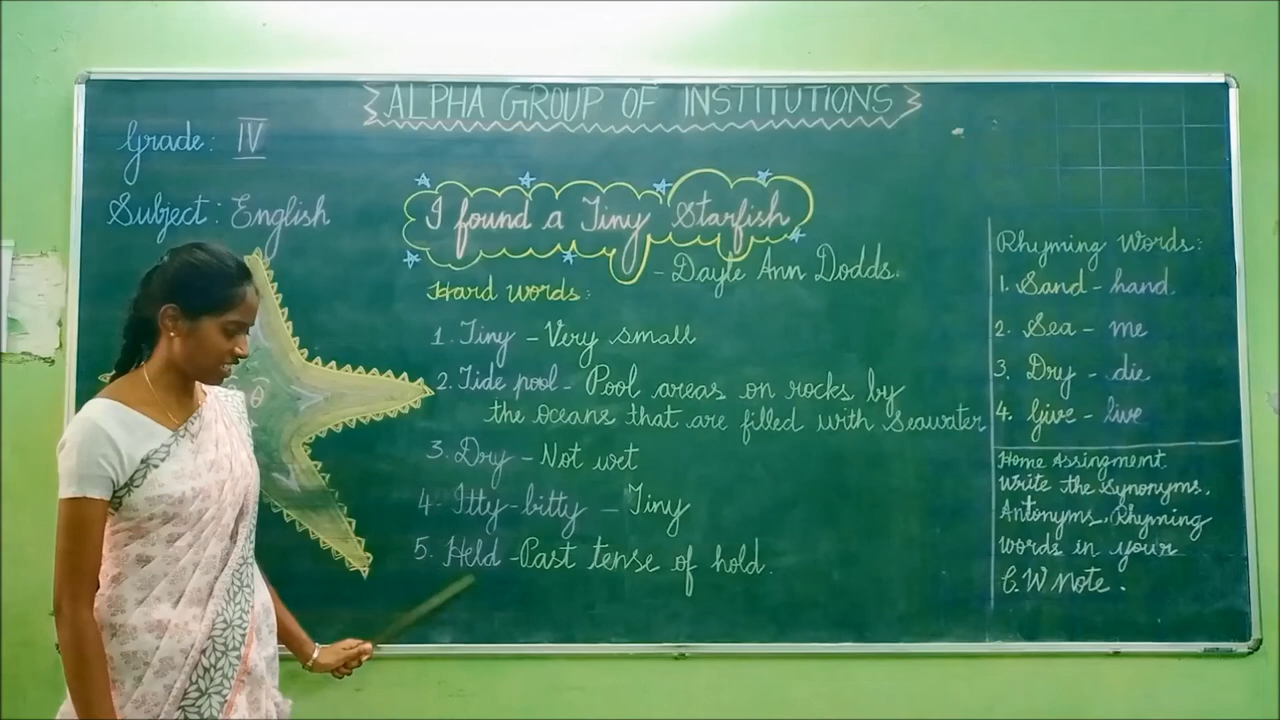 ALPHA GROUP OF INSTITUTIONS
Grade: IV
Subject: English
I found a Tiny Starfish
- Dayle Ann Dodds.
Hard words:
1. Tiny - Very small
2. Tide pool - Pool areas on rocks by
the oceans that are filled with Seawater
3. Dry - Not wet
4. Itty-bitty - Tiny
5. Held - Past tense of hold.
Rhyming Words:
1. Sand - hand
2. Sea - me
3. Dry - die
4. Give - live
Home Assingment.
Write the Synonyms,
Antonyms, Rhyming
Words in your
C.W Note.